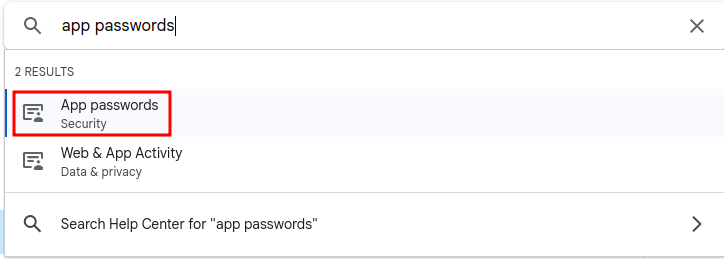 app passwords
2 RESULTS
App passwords
Security
Web & App Activity
Data & privacy
Search Help Center for "app passwords"